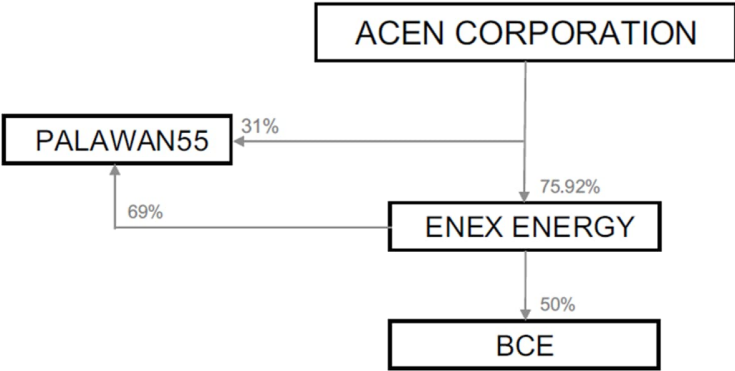 ACEN CORPORATION
31%
PALAWAN55
75.92%
69%
ENEX ENERGY
50%
BCE